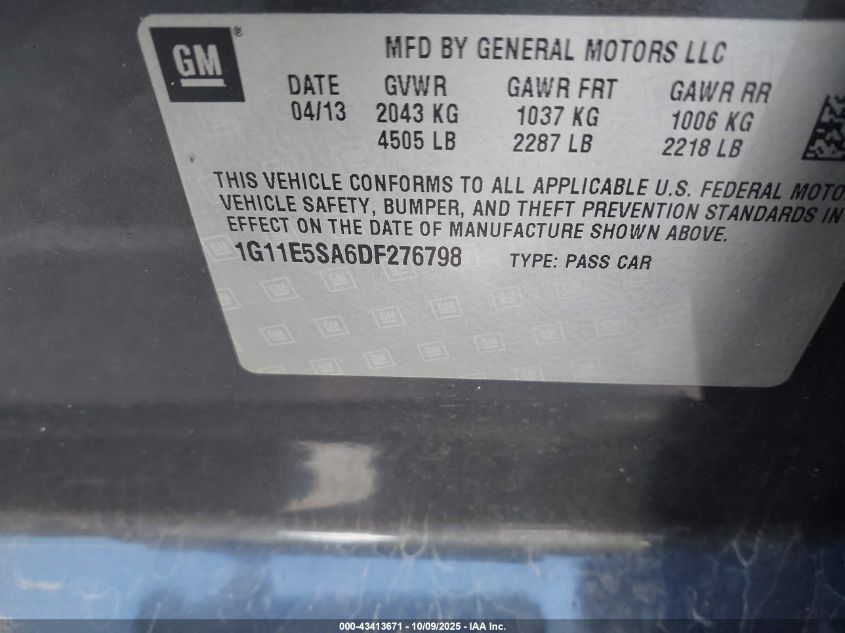 GM®
MFD BY GENERAL MOTORS LLC
DATE GVWR GAWR FRT GAWR RR
04/13 2043 KG 1037 KG 1006 KG
4505 LB 2287 LB 2218 LB
THIS VEHICLE CONFORMS TO ALL APPLICABLE U.S. FEDERAL MOTO
VEHICLE SAFETY, BUMPER, AND THEFT PREVENTION STANDARDS IN
EFFECT ON THE DATE OF MANUFACTURE SHOWN ABOVE.
1G11E5SA6DF276798 TYPE: PASS CAR
000-43413671 - 10/09/2025 - IAA Inc.